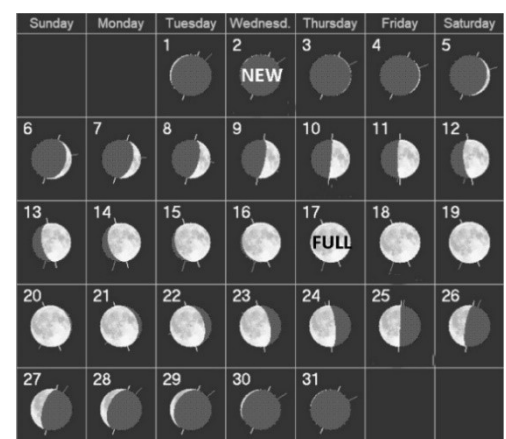 Sunday Monday Tuesday Wednesd. Thursday Friday Saturday
1 2 3 4 5
NEW
6 7 8 9 10 11 12
13 14 15 16 17 18 19
FULL
20 21 22 23 24 25 26
27 28 29 30 31